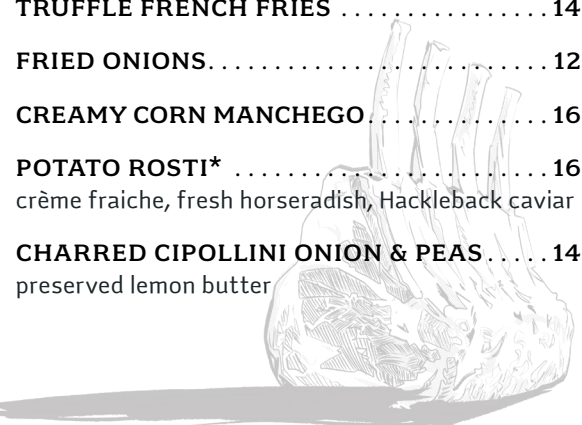 TRUFFLE FRENCH FRIES ................. 14
FRIED ONIONS........................... 12
CREAMY CORN MANCHEGO............... 16
POTATO ROSTI* ......................... 16
crème fraiche, fresh horseradish, Hackleback caviar
CHARRED CIPOLLINI ONION & PEAS..... 14
preserved lemon butter